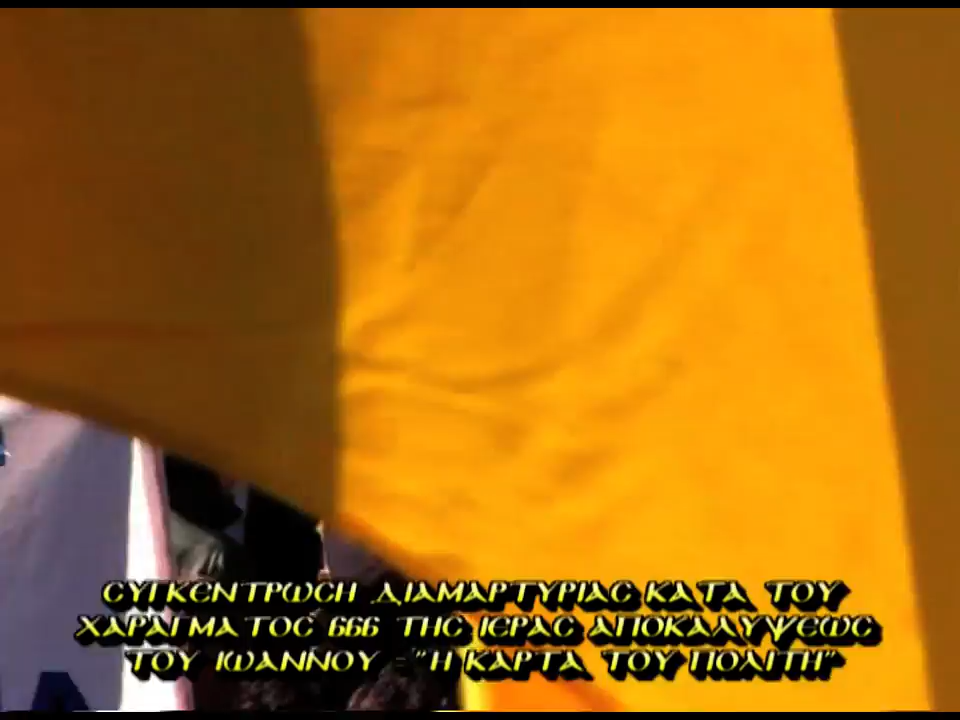 ΣΥΓΚΕΝΤΡΩΣΗ ΔΙΑΜΑΡΤΥΡΙΑΣ ΚΑΤΑ ΤΟΥ
ΧΑΡΑΓΜΑΤΟΣ 666 ΤΗΣ ΙΕΡΑΣ ΑΠΟΚΑΛΥΨΕΩΣ
ΤΟΥ ΙΩΑΝΝΟΥ - "Η ΚΑΡΤΑ ΤΟΥ ΠΟΛΙΤΗ"